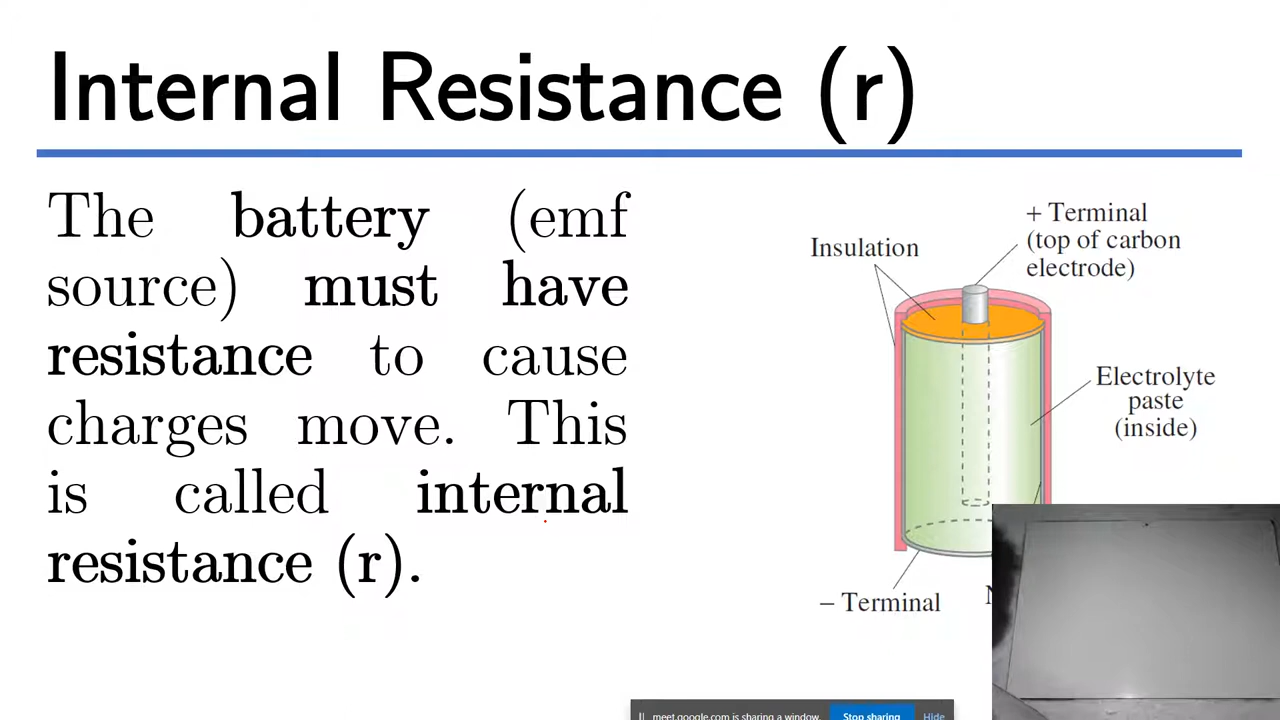 Internal Resistance (r)
The battery (emf
source) must have
resistance to cause
charges move. This
is called internal
resistance (r).
+ Terminal
(top of carbon
electrode)
Insulation
Electrolyte
paste
(inside)
– Terminal
meet.google.com is sharing a window.
Stop sharing
Hide